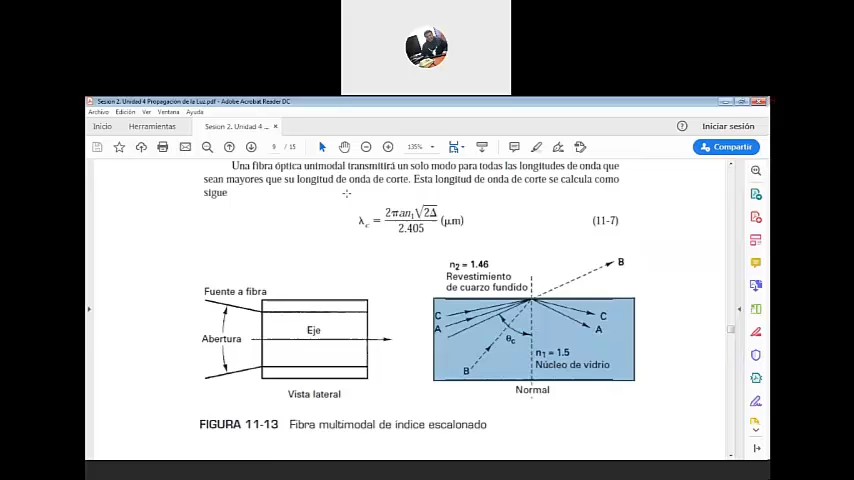 Sesion 2. Unidad 4 Propagacion de la Luz.pdf - Adobe Acrobat Reader DC
Archivo Edición Ver Ventana Ayuda
Inicio Herramientas Sesion 2. Unidad 4 ... × Iniciar sesión
9 / 15 135% Compartir
Una fibra óptica unimodal transmitirá un solo modo para todas las longitudes de onda que
sean mayores que su longitud de onda de corte. Esta longitud de onda de corte se calcula como
sigue
λc = 2πan₁√2Δ / 2.405 (μm) (11-7)
n₂ = 1.46
Revestimiento
de cuarzo fundido
B
Fuente a fibra
Abertura
Eje
Vista lateral
C
A
B
θc
C
A
n₁ = 1.5
Núcleo de vidrio
Normal
FIGURA 11-13 Fibra multimodal de indice escalonado